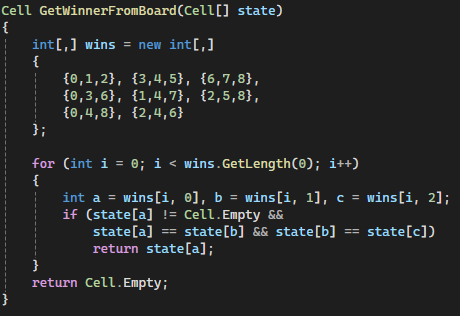 Cell GetWinnerFromBoard(Cell[] state)
{
    int[,] wins = new int[,]
    {
        {0,1,2}, {3,4,5}, {6,7,8},
        {0,3,6}, {1,4,7}, {2,5,8},
        {0,4,8}, {2,4,6}
    };

    for (int i = 0; i < wins.GetLength(0); i++)
    {
        int a = wins[i, 0], b = wins[i, 1], c = wins[i, 2];
        if (state[a] != Cell.Empty &&
            state[a] == state[b] && state[b] == state[c])
            return state[a];
    }
    return Cell.Empty;
}